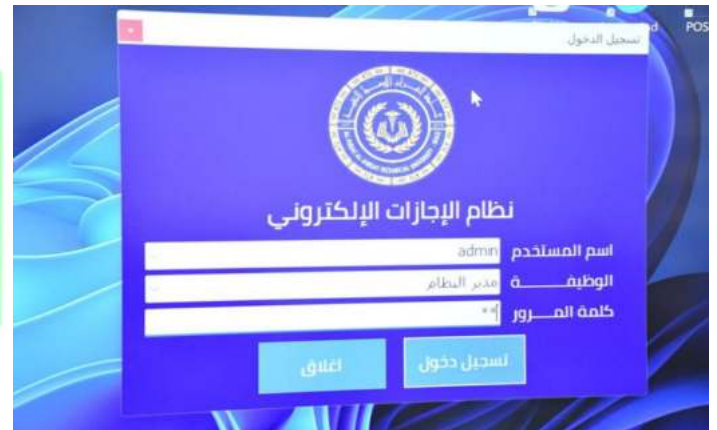 POS
تسجيل الدخول
نظام الإجازات الإلكتروني
اسم المستخدم admin
الوظيفـــــة مدير النظام
كلمة المـــرور **
تسجيل دخول
اغلاق